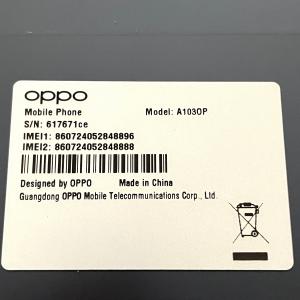 oppo
Mobile Phone Model: A103OP
S/N: 617671ce
IMEI1: 860724052848896
IMEI2: 860724052848888
Designed by OPPO Made in China
Guangdong OPPO Mobile Telecommunications Corp., Ltd.